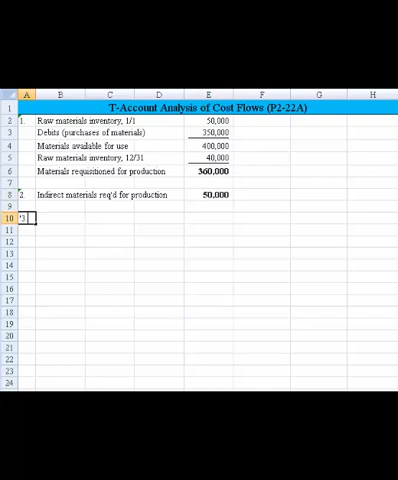 A B C D E F G H
1 T-Account Analysis of Cost Flows (P2-22A)
2 1. Raw materials inventory, 1/1 50,000
3 Debits (purchases of materials) 350,000
4 Materials available for use 400,000
5 Raw materials inventory, 12/31 40,000
6 Materials requisitioned for production 360,000
7
8 2. Indirect materials req'd for production 50,000
9
10 '3
11
12
13
14
15
16
17
18
19
20
21
22
23
24